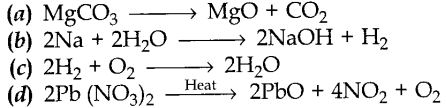 (a) MgCO₃ ⟶ MgO + CO₂
(b) 2Na + 2H₂O ⟶ 2NaOH + H₂
(c) 2H₂ + O₂ ⟶ 2H₂O
(d) 2Pb (NO₃)₂ —Heat→ 2PbO + 4NO₂ + O₂